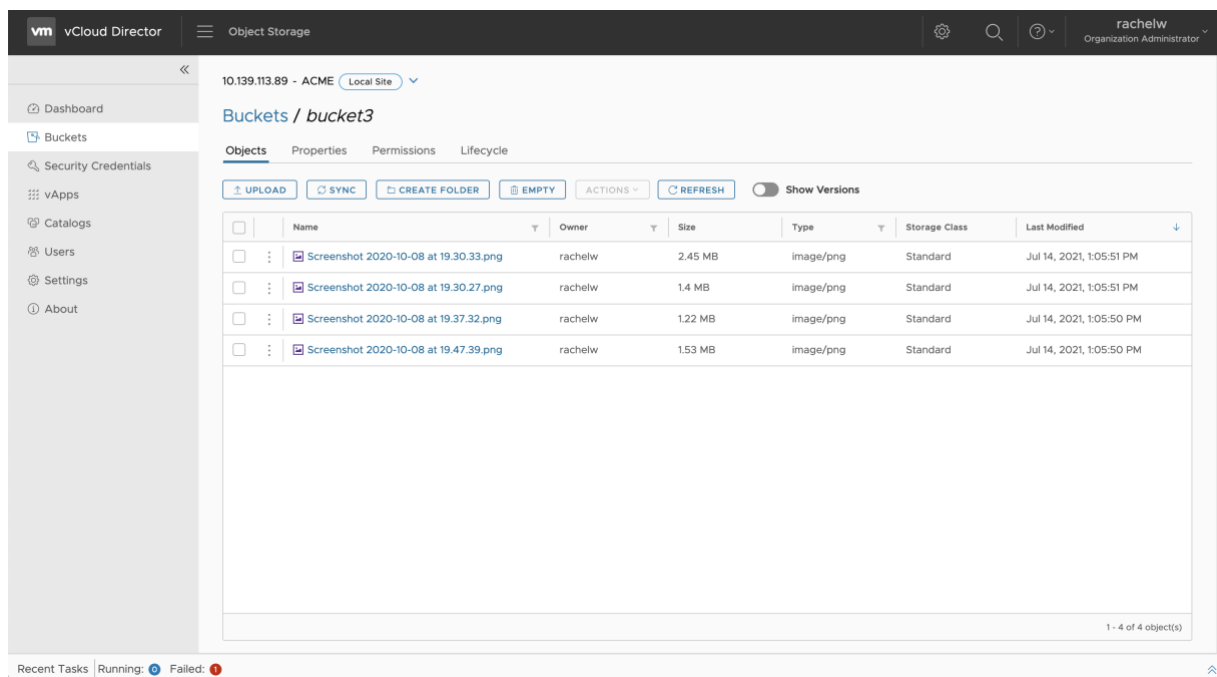 vm vCloud Director Object Storage rachelw
Organization Administrator
10.139.113.89 - ACME Local Site
Dashboard
Buckets
Security Credentials
vApps
Catalogs
Users
Settings
About
Buckets / bucket3
Objects Properties Permissions Lifecycle
UPLOAD SYNC CREATE FOLDER EMPTY ACTIONS REFRESH Show Versions
Name Owner Size Type Storage Class Last Modified
Screenshot 2020-10-08 at 19.30.33.png rachelw 2.45 MB image/png Standard Jul 14, 2021, 1:05:51 PM
Screenshot 2020-10-08 at 19.30.27.png rachelw 1.4 MB image/png Standard Jul 14, 2021, 1:05:51 PM
Screenshot 2020-10-08 at 19.37.32.png rachelw 1.22 MB image/png Standard Jul 14, 2021, 1:05:50 PM
Screenshot 2020-10-08 at 19.47.39.png rachelw 1.53 MB image/png Standard Jul 14, 2021, 1:05:50 PM
1 - 4 of 4 object(s)
Recent Tasks Running: 0 Failed: 1